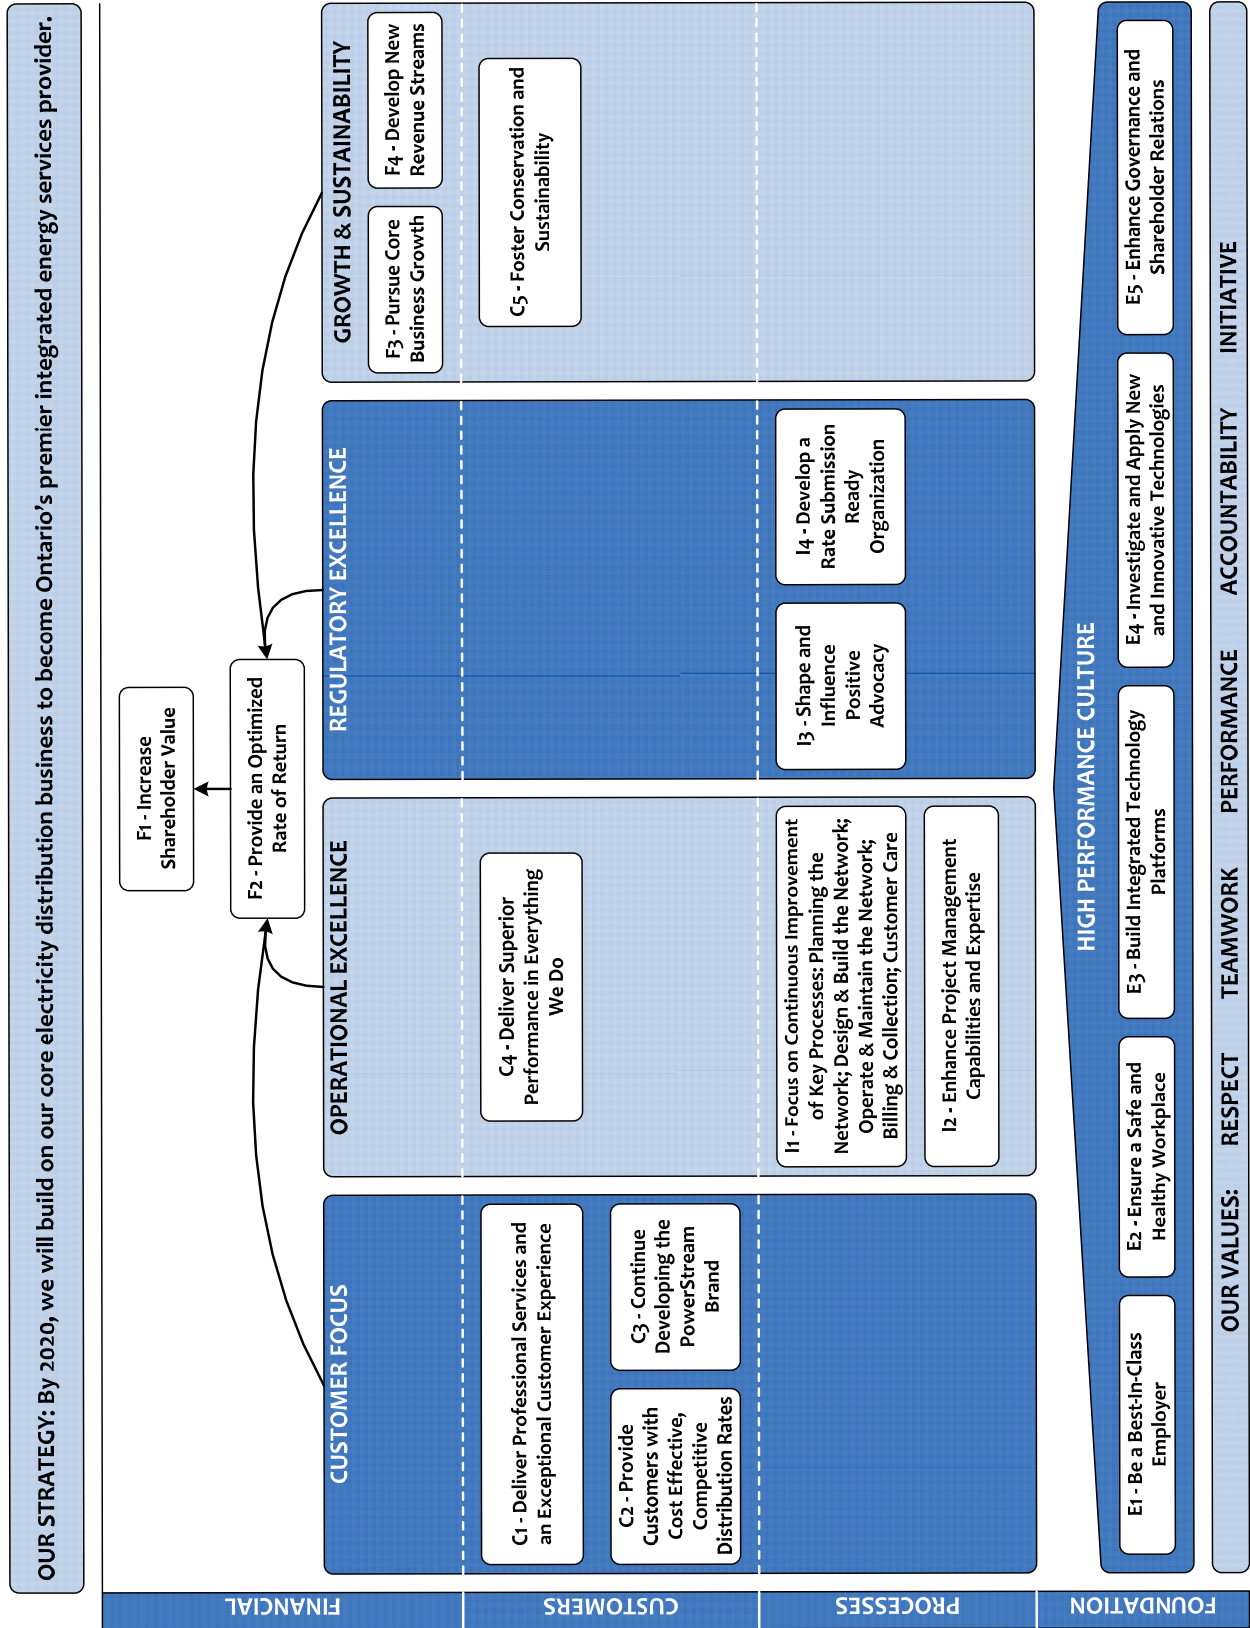 OUR STRATEGY: By 2020, we will build on our core electricity distribution business to become Ontario's premier integrated energy services provider.
FINANCIAL
F1 - Increase
Shareholder Value
F2 - Provide an Optimized
Rate of Return
CUSTOMER FOCUS
OPERATIONAL EXCELLENCE
REGULATORY EXCELLENCE
GROWTH & SUSTAINABILITY
F3 - Pursue Core
Business Growth
F4 - Develop New
Revenue Streams
CUSTOMERS
C1 - Deliver Professional Services and
an Exceptional Customer Experience
C2 - Provide
Customers with
Cost Effective,
Competitive
Distribution Rates
C3 - Continue
Developing the
PowerStream
Brand
C4 - Deliver Superior
Performance in Everything
We Do
C5 - Foster Conservation and
Sustainability
PROCESSES
I1 - Focus on Continuous Improvement
of Key Processes: Planning the
Network; Design & Build the Network;
Operate & Maintain the Network;
Billing & Collection; Customer Care
I2 - Enhance Project Management
Capabilities and Expertise
I3 - Shape and
Influence
Positive
Advocacy
I4 - Develop a
Rate Submission
Ready
Organization
FOUNDATION
HIGH PERFORMANCE CULTURE
E1 - Be a Best-In-Class
Employer
E2 - Ensure a Safe and
Healthy Workplace
E3 - Build Integrated Technology
Platforms
E4 - Investigate and Apply New
and Innovative Technologies
E5 - Enhance Governance and
Shareholder Relations
OUR VALUES: RESPECT TEAMWORK PERFORMANCE ACCOUNTABILITY INITIATIVE